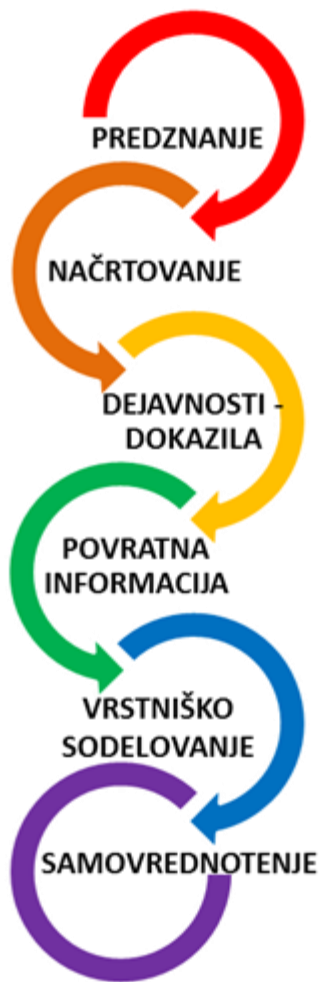 PREDZNANJE
NAČRTOVANJE
DEJAVNOSTI -
DOKAZILA
POVRATNA
INFORMACIJA
VRSTNIŠKO
SODELOVANJE
SAMOVREDNOTENJE